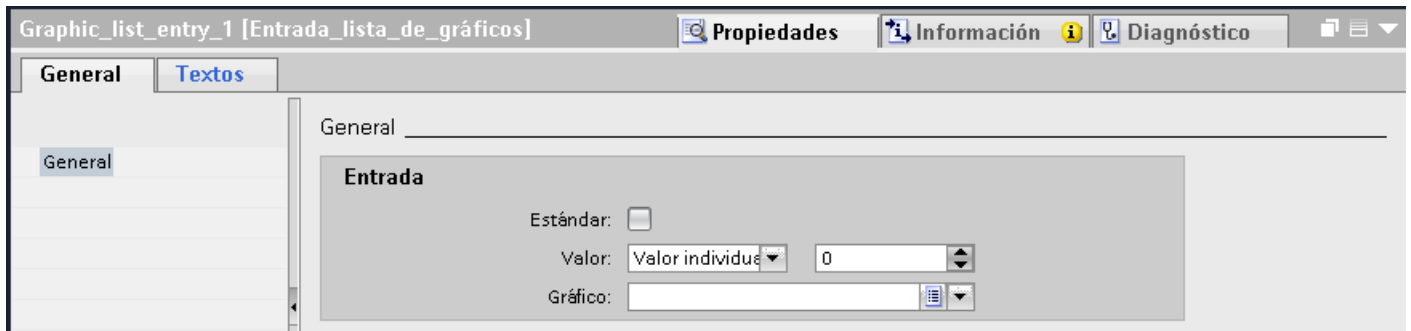 Graphic_list_entry_1 [Entrada_lista_de_gráficos] Propiedades Información Diagnóstico
General Textos
General
General
Entrada
Estándar:
Valor: Valor individua 0
Gráfico: